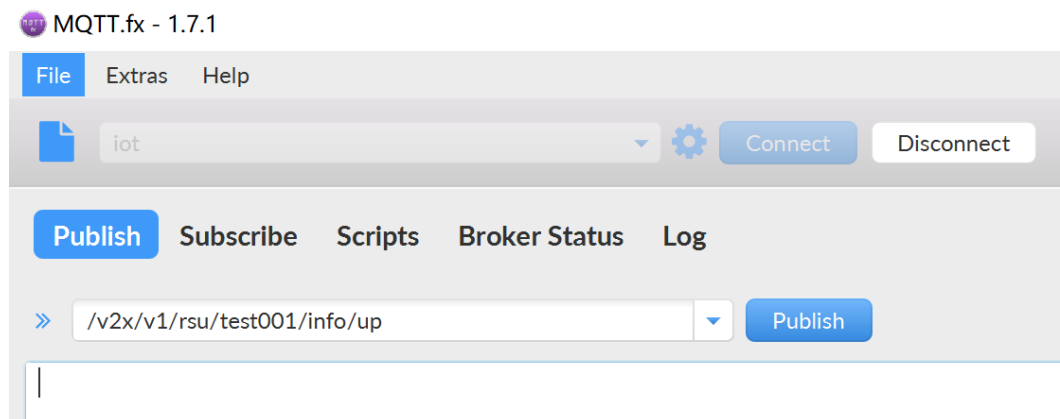 MQTT.fx - 1.7.1
File Extras Help
iot Connect Disconnect
Publish Subscribe Scripts Broker Status Log
/v2x/v1/rsu/test001/info/up Publish